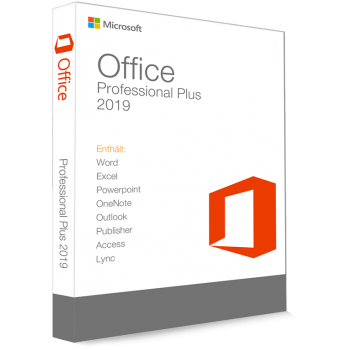 Microsoft
Office
Professional Plus
2019
Enthält:
Word
Excel
Powerpoint
OneNote
Outlook
Publisher
Access
Lync
Office
Professional Plus 2019